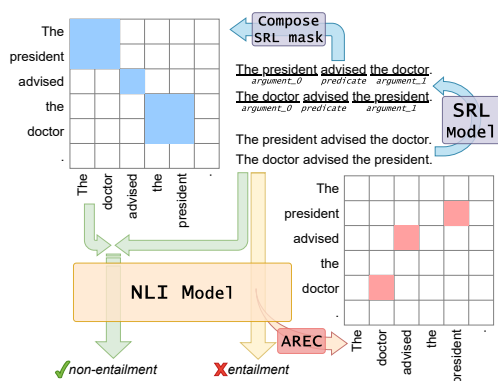 The
president
advised
the
doctor
.
The
doctor
advised
the
president
.
Compose
SRL mask
The president advised the doctor.
argument_0 predicate argument_1
The doctor advised the president.
argument_0 predicate argument_1
SRL
Model
The president advised the doctor.
The doctor advised the president.
The
president
advised
the
doctor
.
The
doctor
advised
the
president
.
NLI Model
AREC
non-entailment
entailment